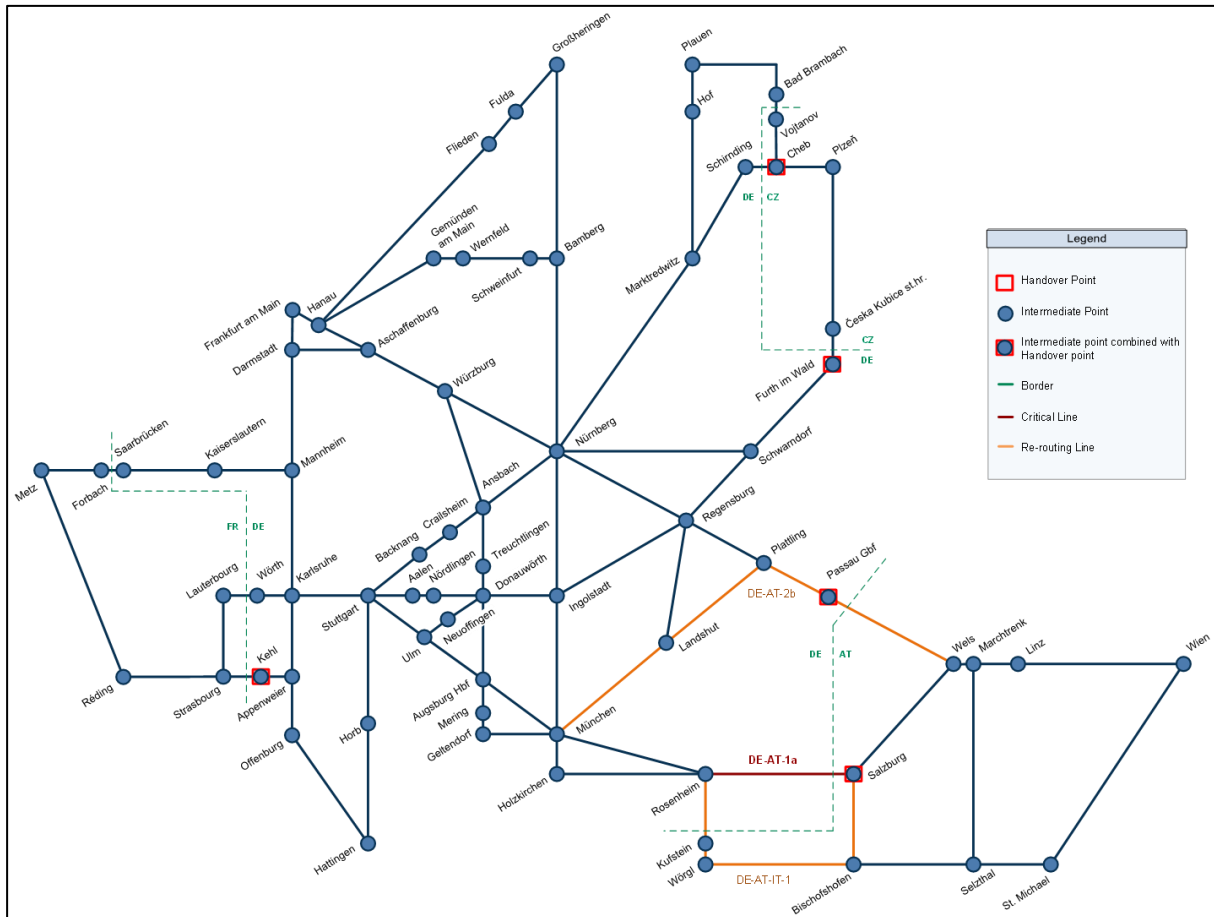 Großheringen
Plauen
Bad Brambach
Fulda
Hof
Vojtanov
Flieden
Schirnding
Cheb
Plzeň
DE
CZ
Gemünden
am Main
Wernfeld
Schweinfurt
Bamberg
Marktredwitz
Legend
Handover Point
Intermediate Point
Intermediate point combined with
Handover point
Border
Critical Line
Re-routing Line
Frankfurt am Main
Hanau
Aschaffenburg
Darmstadt
Česka Kubice st.hr.
CZ
DE
Furth im Wald
Würzburg
Nürnberg
Schwarndorf
Saarbrücken
Kaiserslautern
Mannheim
Metz
Forbach
Ansbach
Crailsheim
Backnang
Treuchtlingen
Regensburg
FR
DE
Lauterbourg
Wörth
Karlsruhe
Stuttgart
Aalen
Nördlingen
Donauwörth
Ingolstadt
Plattling
Passau Gbf
DE-AT-2b
Neuoffingen
Ulm
Landshut
DE
AT
Kehl
Réding
Strasbourg
Appenweier
Augsburg Hbf
Mering
Geltendorf
München
Wels
Marchtrenk
Linz
Wien
Offenburg
Horb
Holzkirchen
Rosenheim
DE-AT-1a
Salzburg
Hattingen
Kufstein
Wörgl
DE-AT-IT-1
Bischofshofen
Selzthal
St. Michael